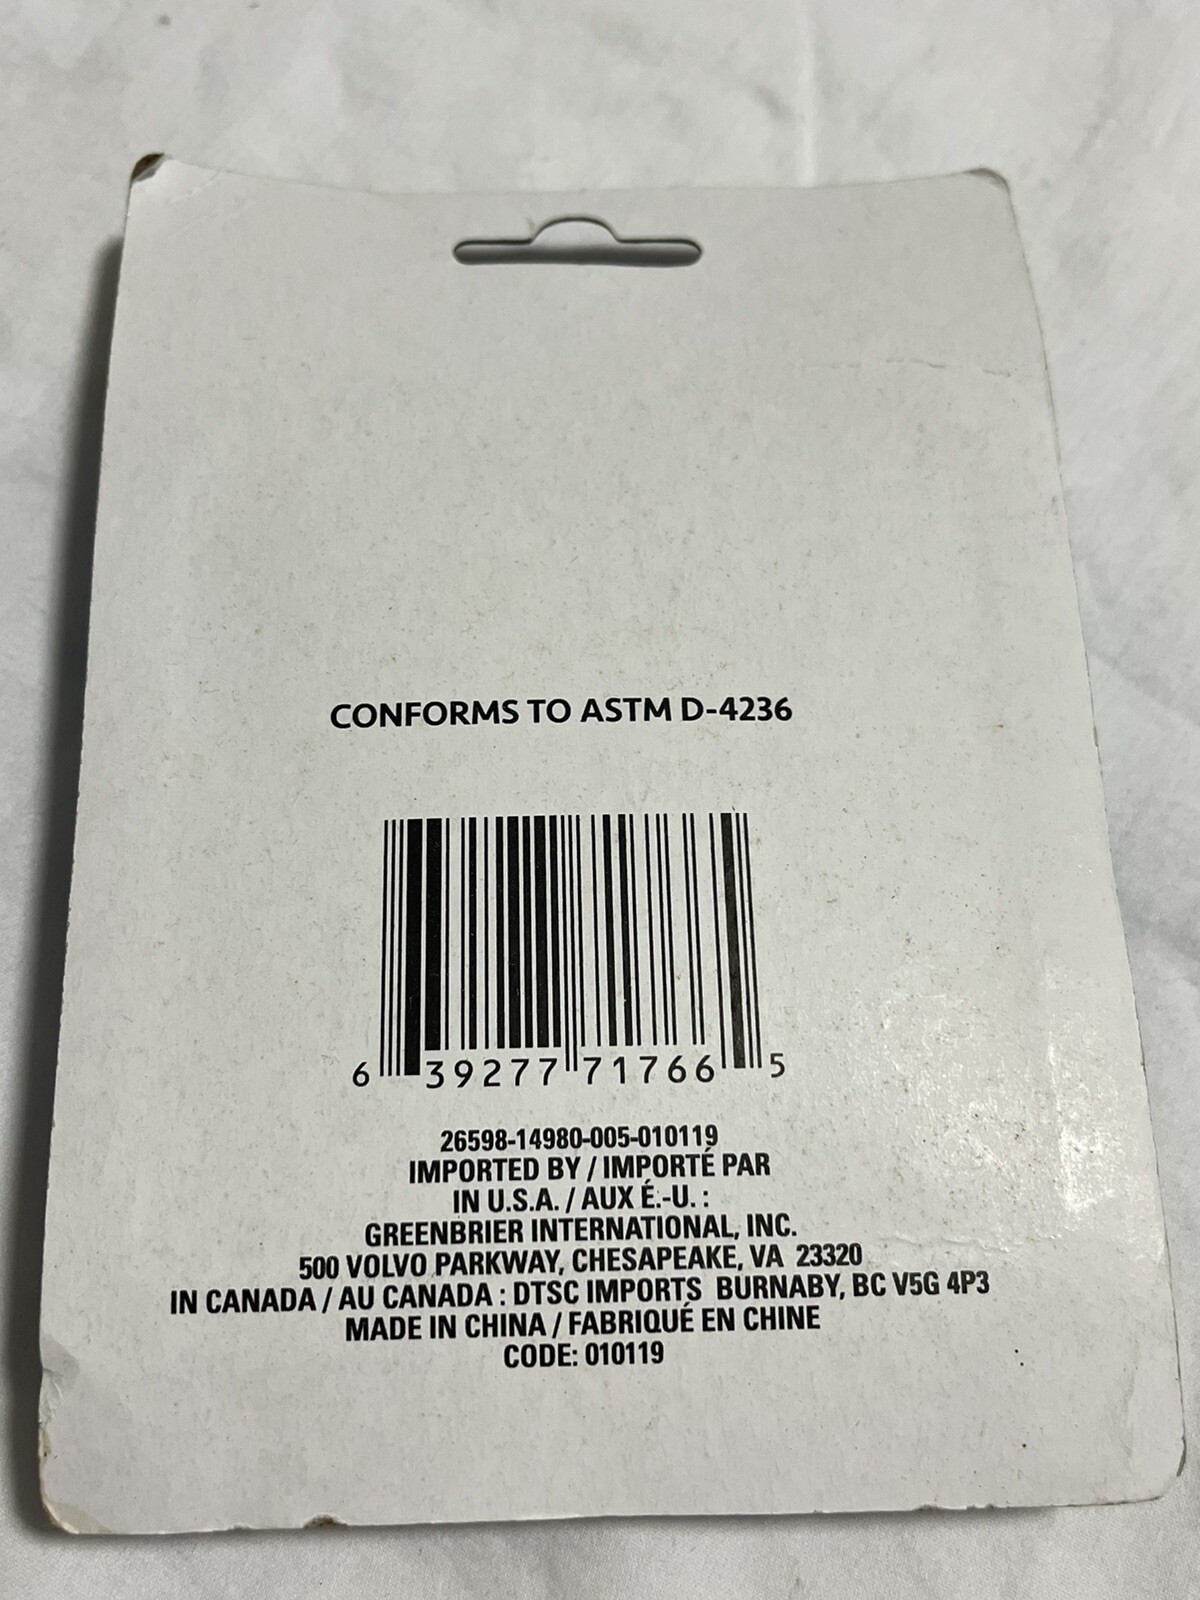 CONFORMS TO ASTM D-4236
6 39277 71766 5
26598-14980-005-010119
IMPORTED BY / IMPORTÉ PAR
IN U.S.A. / AUX É.-U. :
GREENBRIER INTERNATIONAL, INC.
500 VOLVO PARKWAY, CHESAPEAKE, VA 23320
IN CANADA / AU CANADA : DTSC IMPORTS BURNABY, BC V5G 4P3
MADE IN CHINA / FABRIQUÉ EN CHINE
CODE: 010119